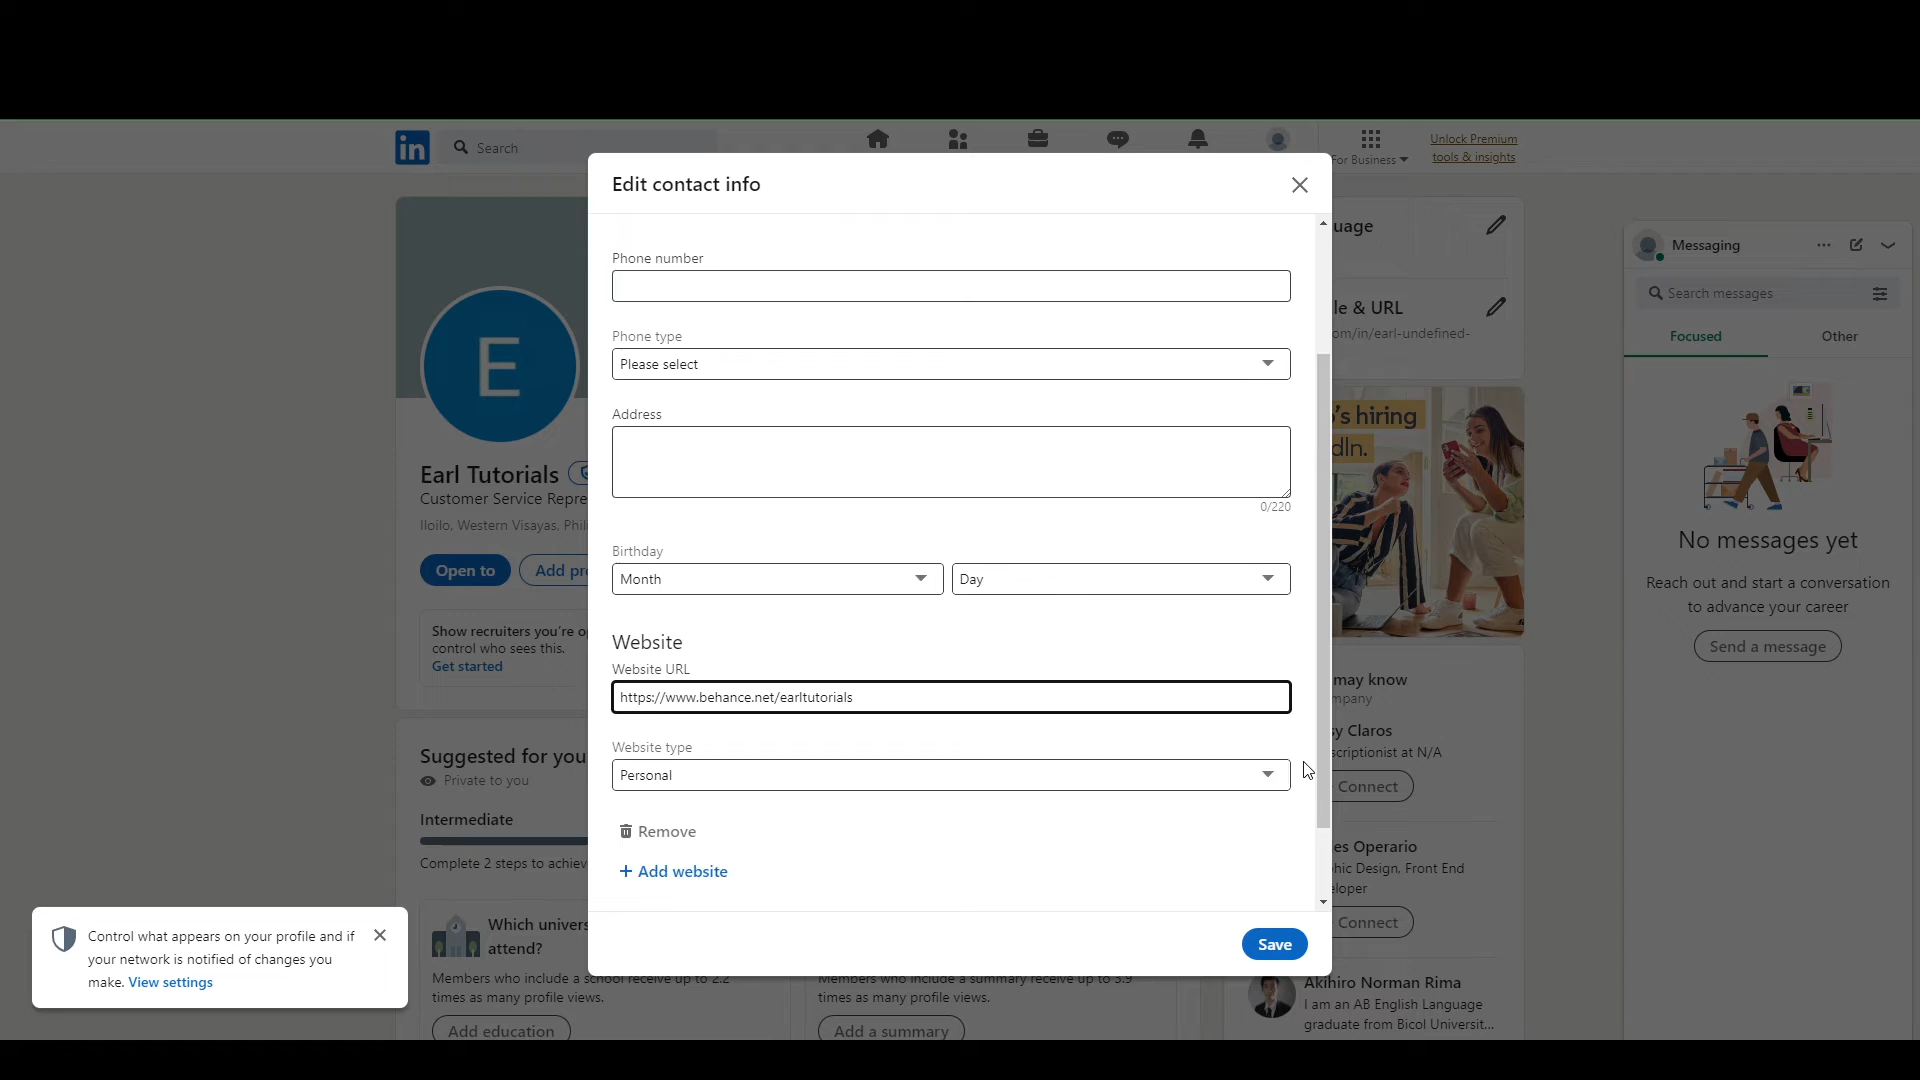 in
Search
For Business
Unlock Premium
tools & insights
Edit contact info
Phone number
Phone type
Please select
Address
0/220
Birthday
Month
Day
Website
Website URL
https://www.behance.net/earltutorials
Website type
Personal
Remove
+ Add website
Save
E
Earl Tutorials
Customer Service Repre
Iloilo, Western Visayas, Phili
Open to
Add pr
Show recruiters you're o
control who sees this.
Get started
Suggested for you
Private to you
Intermediate
Complete 2 steps to achiev
Which univers
attend?
Members who include a school receive up to 2.2
times as many profile views.
Add education
Members who include a summary receive up to 3.9
times as many profile views.
Add a summary
Control what appears on your profile and if
your network is notified of changes you
make. View settings
uage
le & URL
om/in/earl-undefined-
's hiring
dIn.
may know
mpany
sy Claros
scriptionist at N/A
Connect
es Operario
hic Design, Front End
eloper
Connect
Akihiro Norman Rima
I am an AB English Language
graduate from Bicol Universit...
Messaging
Search messages
Focused
Other
No messages yet
Reach out and start a conversation
to advance your career
Send a message